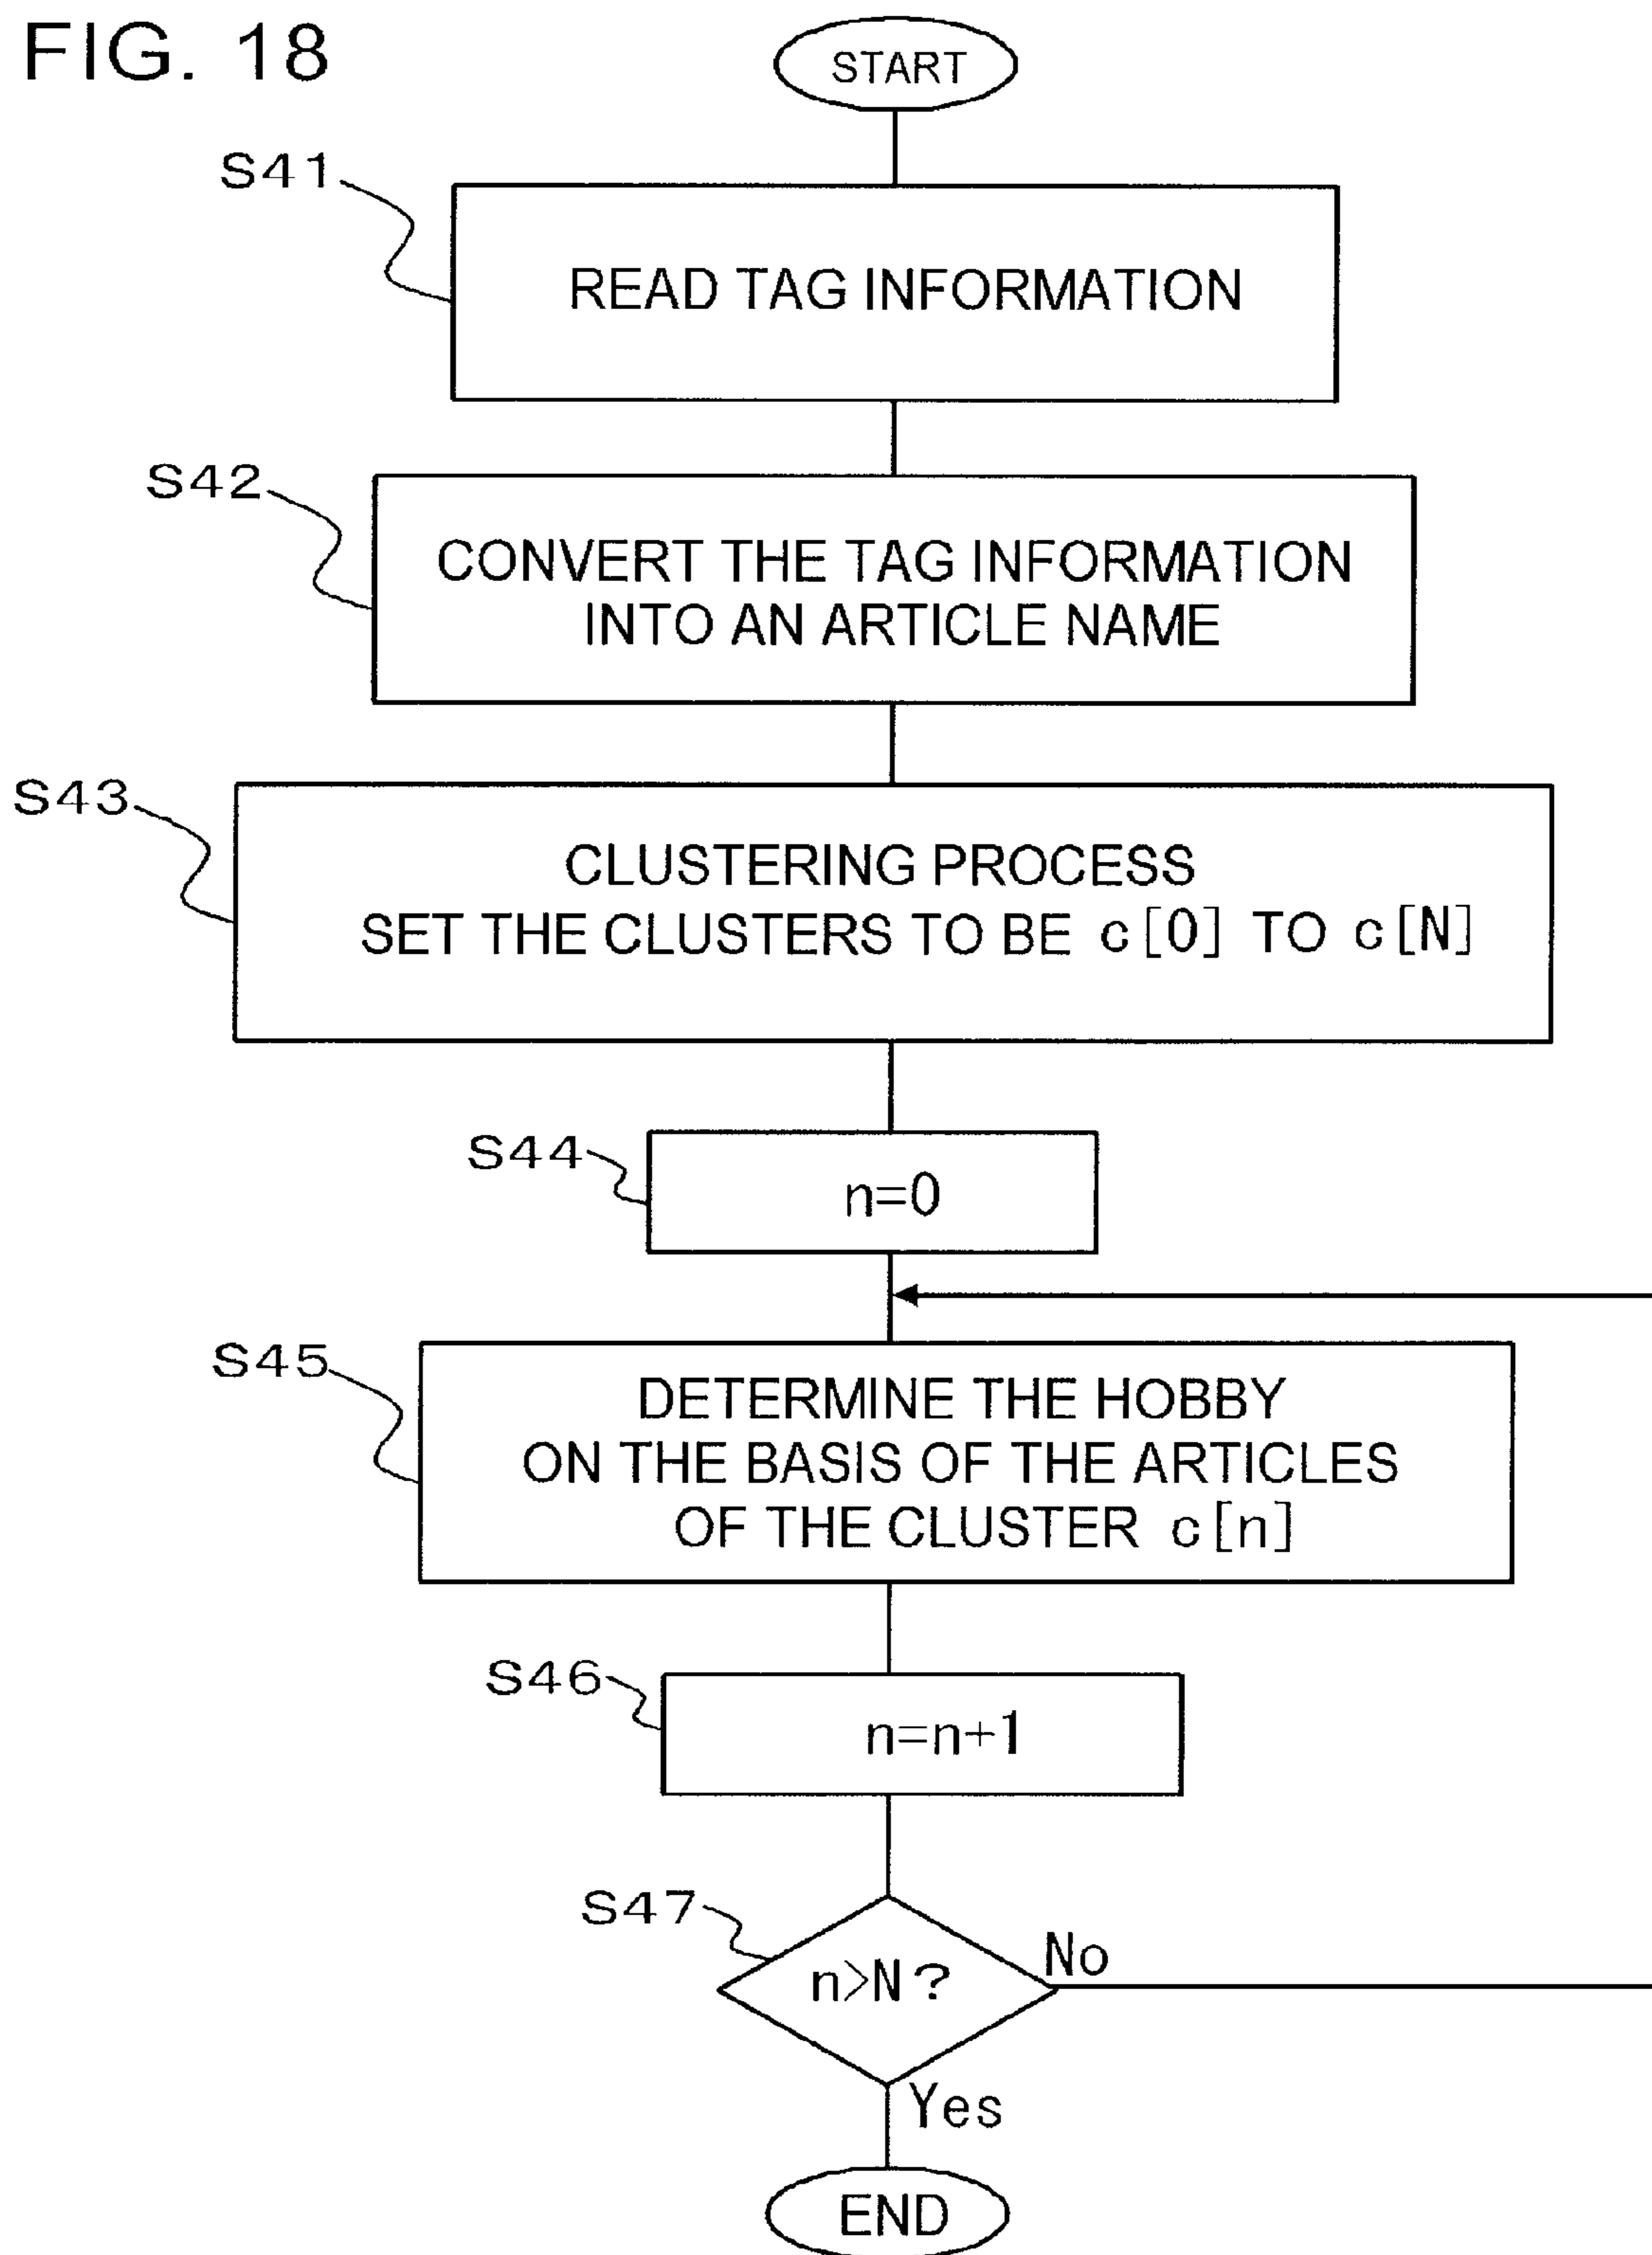 FIG. 18
START
S41
READ TAG INFORMATION
S42
CONVERT THE TAG INFORMATION
INTO AN ARTICLE NAME
S43
CLUSTERING PROCESS
SET THE CLUSTERS TO BE c[0] TO c[N]
S44
n=0
S45
DETERMINE THE HOBBY
ON THE BASIS OF THE ARTICLES
OF THE CLUSTER c[n]
S46
n=n+1
S47
n>N?
No
Yes
END